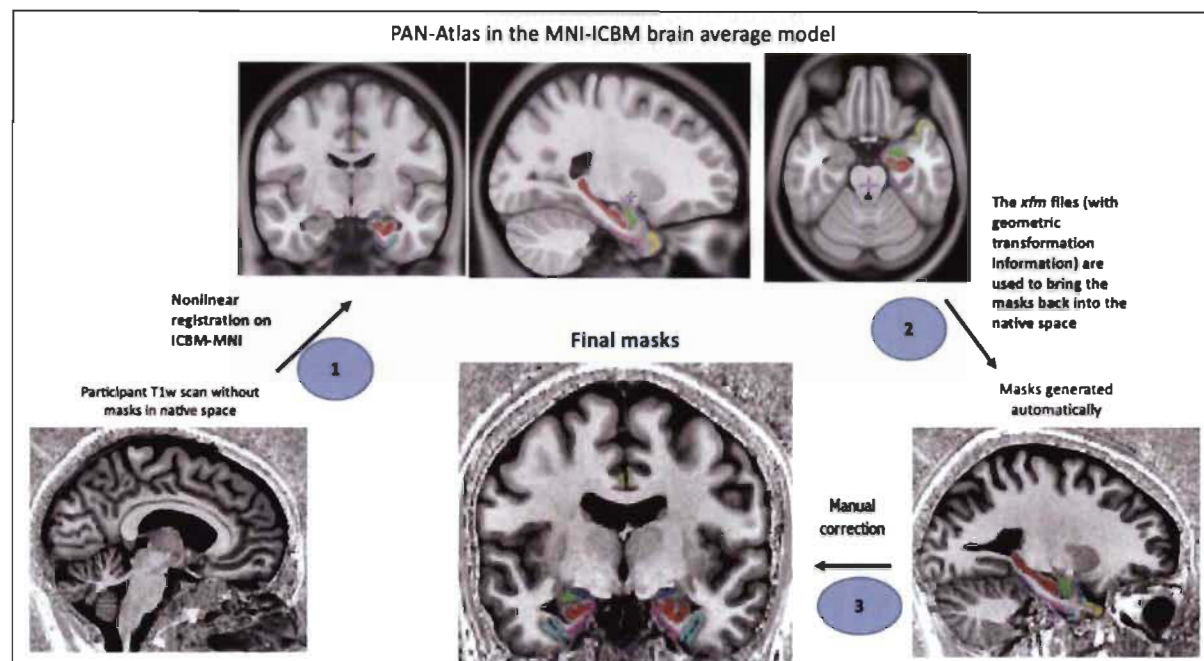 PAN-Atlas in the MNI-ICBM brain average model
The xfm files (with
geometric
transformation
information) are
used to bring the
masks back into the
native space
Nonlinear
registration on
ICBM-MNI
1
2
Final masks
Participant T1w scan without
masks in native space
Masks generated
automatically
Manual
correction
3